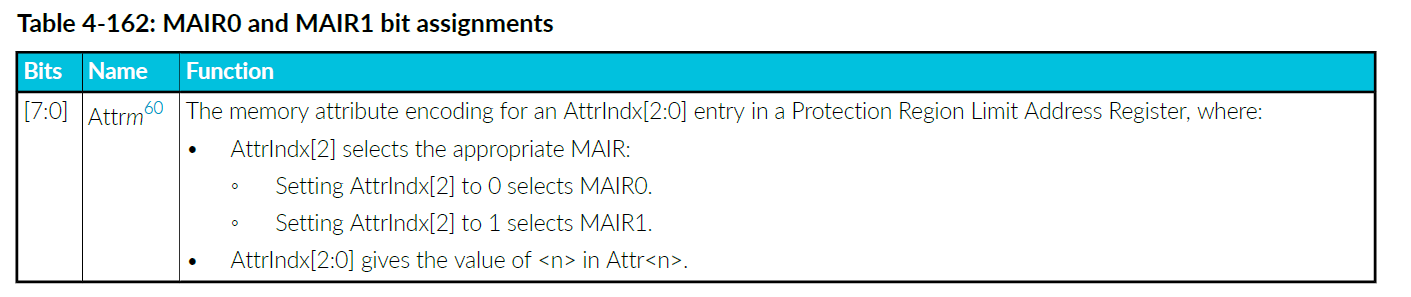 Table 4-162: MAIR0 and MAIR1 bit assignments
Bits Name Function
[7:0] Attrm60 The memory attribute encoding for an AttrIndx[2:0] entry in a Protection Region Limit Address Register, where:
• AttrIndx[2] selects the appropriate MAIR:
◦ Setting AttrIndx[2] to 0 selects MAIR0.
◦ Setting AttrIndx[2] to 1 selects MAIR1.
• AttrIndx[2:0] gives the value of <n> in Attr<n>.